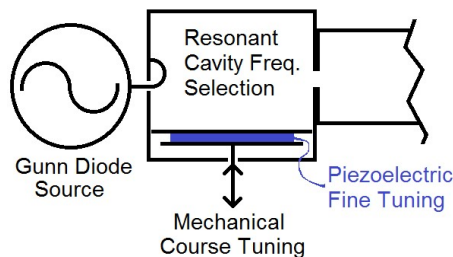 Resonant
Cavity Freq.
Selection
Gunn Diode
Source
Piezoelectric
Fine Tuning
Mechanical
Course Tuning